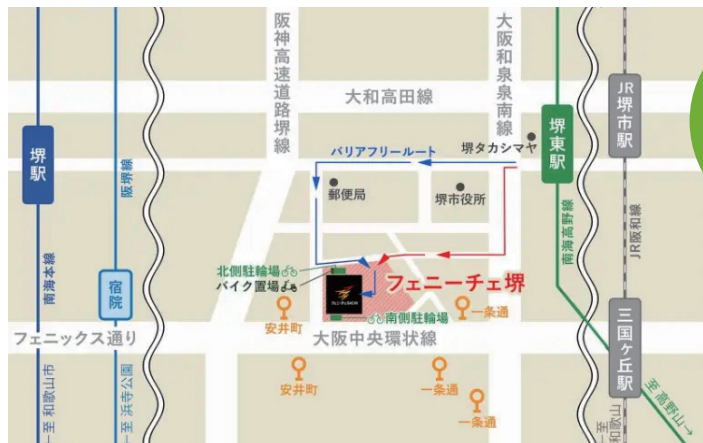 阪神高速道路堺線
大阪和泉泉南線
大和高田線
JR堺市駅
堺東駅
堺タカシマヤ
バリアフリールート
堺駅
阪堺線
郵便局
堺市役所
南海高野線
JR阪和線
北側駐輪場
バイク置場
フェニーチェ堺
宿院
南海本線
安井町
南側駐輪場
一条通
フェニックス通り
大阪中央環状線
三国ヶ丘駅
安井町
一条通
一条通
至 和歌山市
至 浜寺公園
至 和歌山
至 高野山→